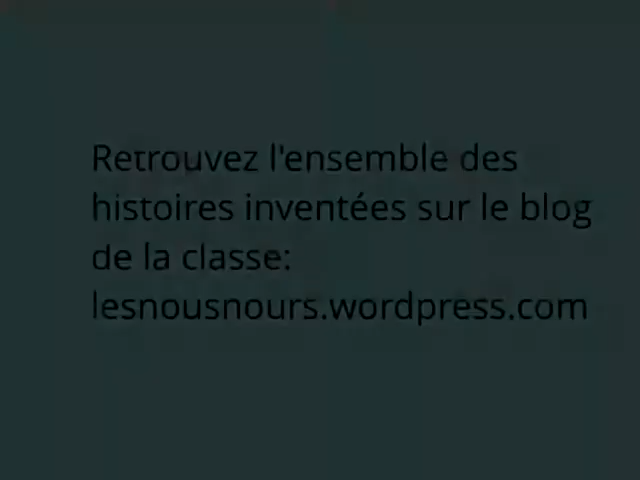 Retrouvez l'ensemble des
histoires inventées sur le blog
de la classe:
lesnousnours.wordpress.com